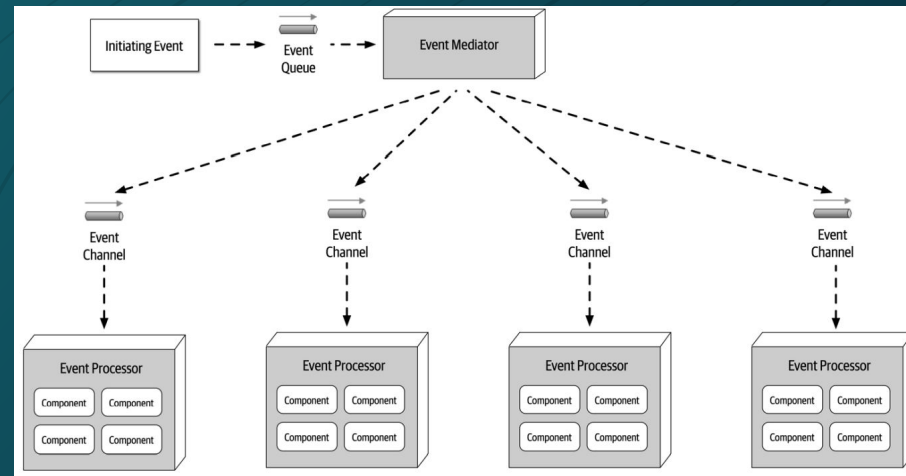 Initiating Event
Event
Queue
Event Mediator
Event
Channel
Event
Channel
Event
Channel
Event
Channel
Event Processor
Component Component
Component Component
Event Processor
Component Component
Component Component
Event Processor
Component Component
Component Component
Event Processor
Component Component
Component Component